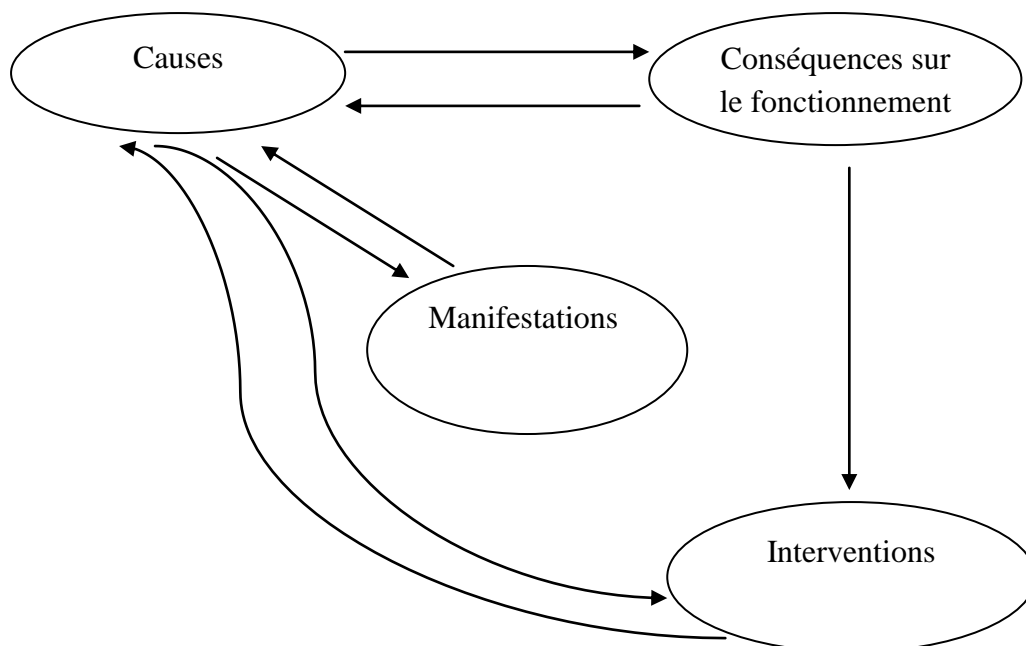 Causes
Conséquences sur
le fonctionnement
Manifestations
Interventions